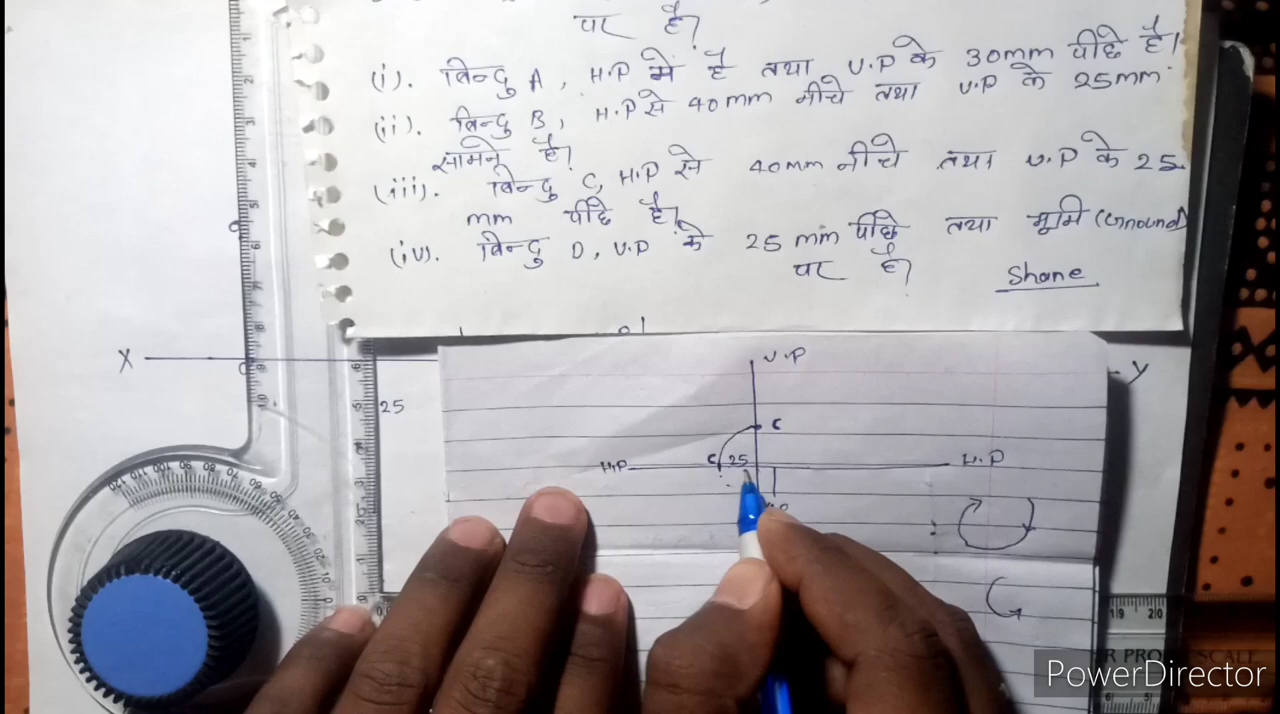 पर है।
(i). बिन्दु A, H.P में है तथा V.P के 30mm पीछे है।
(ii). बिन्दु B, H.P से 40mm नीचे तथा V.P के 25mm
सामने है।
(iii). बिन्दु C, H.P से 40mm नीचे तथा V.P के 25
mm पीछे है।
(iv). बिन्दु D, V.P के 25 mm पीछे तथा भूमि (Ground)
पर है।
Shane
X
Y
25
V.P
C
H.P
C
25
H.P
PowerDirector